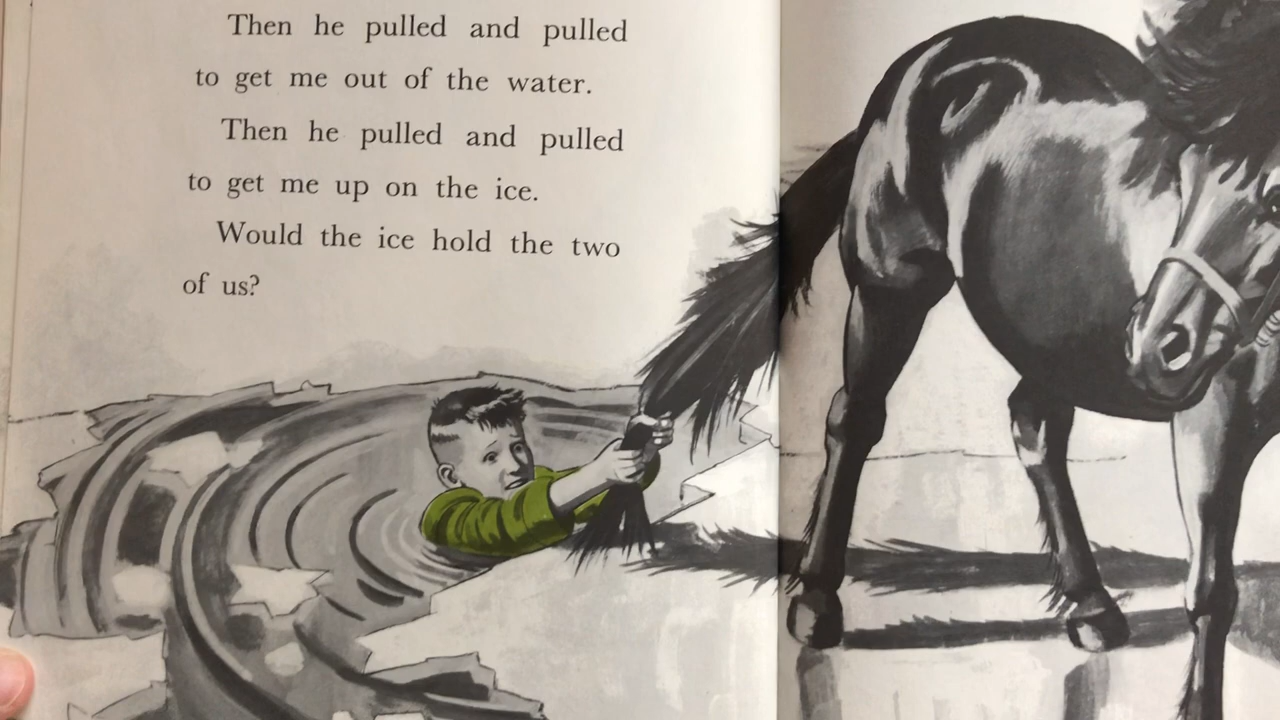 Then he pulled and pulled
to get me out of the water.
Then he pulled and pulled
to get me up on the ice.
Would the ice hold the two
of us?